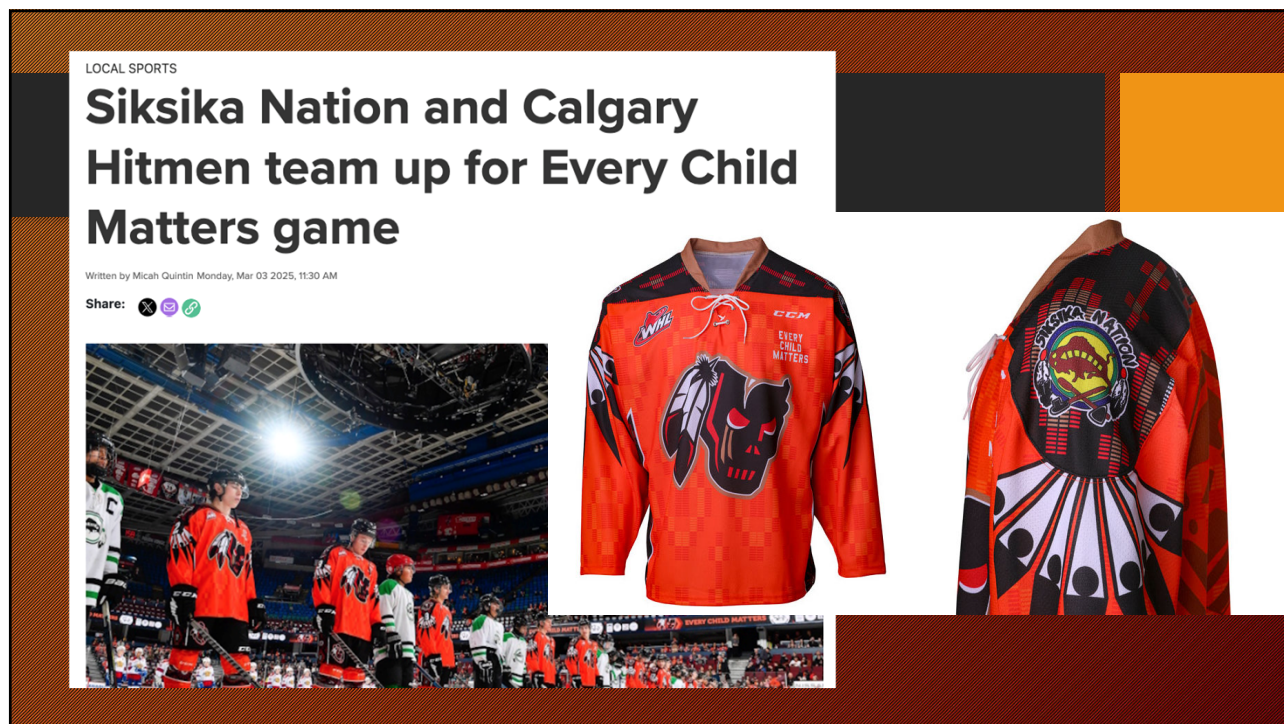 LOCAL SPORTS
Siksika Nation and Calgary
Hitmen team up for Every Child
Matters game
Written by Micah Quintin Monday, Mar 03 2025, 11:30 AM
Share:
WHL
CCM
EVERY
CHILD
MATTERS
SIKSIKA NATION
C
CCM
EVERY CHILD MATTERS